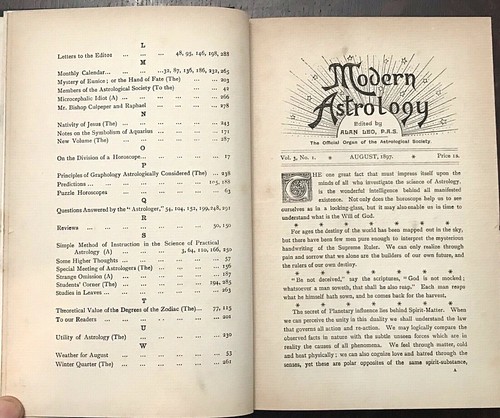 L
Letters to the Editor ... ... ... 48, 93, 146, 198, 288
M
Monthly Calendar... ... ... ...32, 87, 136, 186, 232, 265
Mystery of Eunice; or the Hand of Fate (The) ... ... 23
Members of the Astrological Society (To the) ... ... 42
Microcephalic Idiot (A) ... ... ... ... ... 266
Mr. Bishop Culpeper and Raphael ... ... ... ... 278
N
Nativity of Jesus (The) ... ... ... ... ... 243
Notes on the Symbolism of Aquarius ... ... ... 171
New Volume (The) ... ... ... ... ... 287
O
On the Division of a Horoscope... ... ... ... 17
P
Principles of Graphology Astrologically Considered (The)
Predictions ... ... ... ... ... 105, 188
Puzzle Horoscopes ... ... ... ... ... 63
Q
Questions Answered by the "Astrologer," 54, 104, 152, 199, 248, 291
R
Reviews ... ... ... ... ... 50, 150
S
Simple Method of Instruction in the Science of Practical
Astrology (A) ... ... ... 3, 64, 110, 166, 250
Some Higher Thoughts ... ... ... ... ... 57
Special Meeting of Astrologers (The) ... ... ... 156
Strange Omission (A) ... ... ... ... ... 187
Students' Corner (The) ... ... ... ... 194, 285
Studies in Leaves ... ... ... ... ... 263
T
Theoretical Value of the Degrees of the Zodiac (The) ... 77, 125
To our Readers ... ... ... ... ... 201
U
Utility of Astrology (The) ... ... ... ... 230
W
Weather for August ... ... ... ... ... 53
Winter Quarter (The) ... ... ... ... ... 261
Modern
Astrology
Edited by
ALAN LEO, P.A.S.
The Official Organ of the Astrological Society.
Vol. 3, No. 1. AUGUST, 1897. Price 1s.
THE one great fact that must impress itself upon the
minds of all who investigate the science of Astrology,
is the wonderful Intelligence behind all manifested
existence. Not only does the horoscope help us to see
ourselves as in a looking-glass, but it may also enable us in time to
understand what is the Will of God.
* * * * * * * *
For ages the destiny of the world has been mapped out in the sky,
but there have been few men pure enough to interpret the mysterious
handwriting of the Supreme Ruler. We can only realize through
pain and sorrow that we alone are the builders of our own future, and
the rulers of our own destiny.
* * * * * * * *
"Be not deceived," say the scriptures, "God is not mocked;
whatsoever a man soweth, that shall he also reap." Each man reaps
what he himself hath sown, and he comes back for the harvest.
* * * * * * * *
The secret of Planetary influence lies behind Spirit-Matter. When
we can perceive the unity in this duality we shall understand the law
that governs all action and re-action. We may logically compare the
observed facts in nature with the subtle unseen forces which are in
reality the causes of all phenomena. We feel through matter, cold
and heat physically; we can also cognise love and hatred through the
senses, yet these are polar opposites of the same spirit-substance,
A